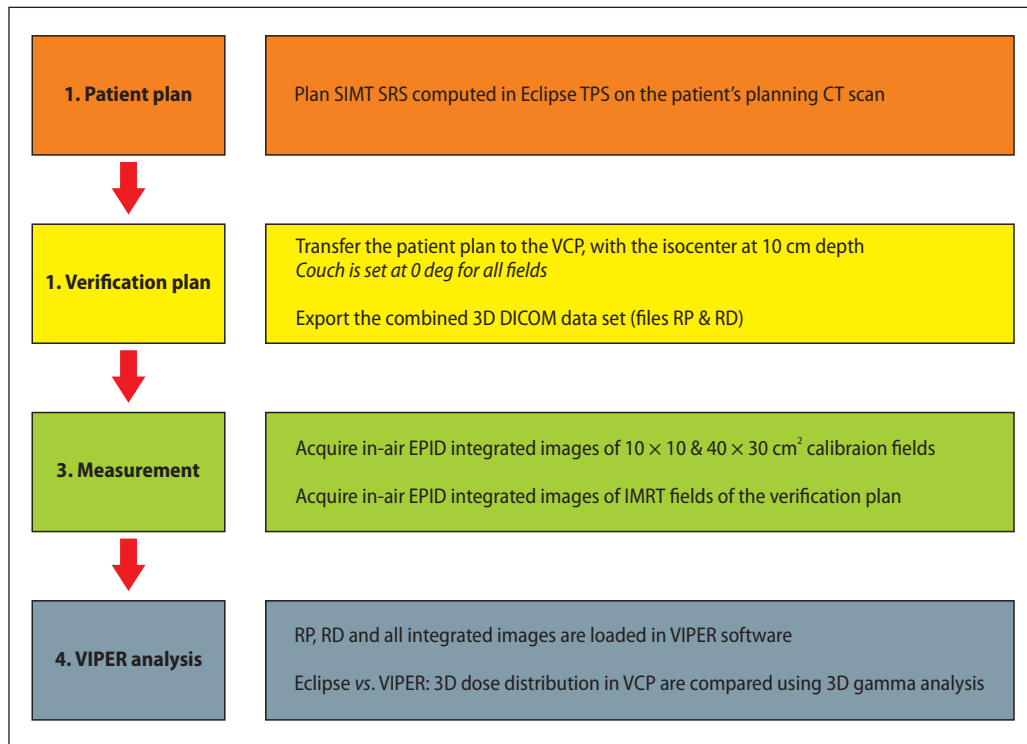 1. Patient plan
Plan SIMT SRS computed in Eclipse TPS on the patient's planning CT scan
1. Verification plan
Transfer the patient plan to the VCP, with the isocenter at 10 cm depth
Couch is set at 0 deg for all fields
Export the combined 3D DICOM data set (files RP & RD)
3. Measurement
Acquire in-air EPID integrated images of 10 × 10 & 40 × 30 cm² calibraion fields
Acquire in-air EPID integrated images of IMRT fields of the verification plan
4. VIPER analysis
RP, RD and all integrated images are loaded in VIPER software
Eclipse vs. VIPER: 3D dose distribution in VCP are compared using 3D gamma analysis